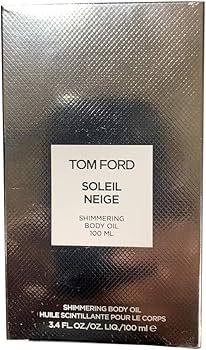 TOM FORD
SOLEIL
NEIGE
SHIMMERING
BODY OIL
100 ML
SHIMMERING BODY OIL
HUILE SCINTILLANTE POUR LE CORPS
3.4 FL.OZ./OZ. LIQ./100 ml ℮